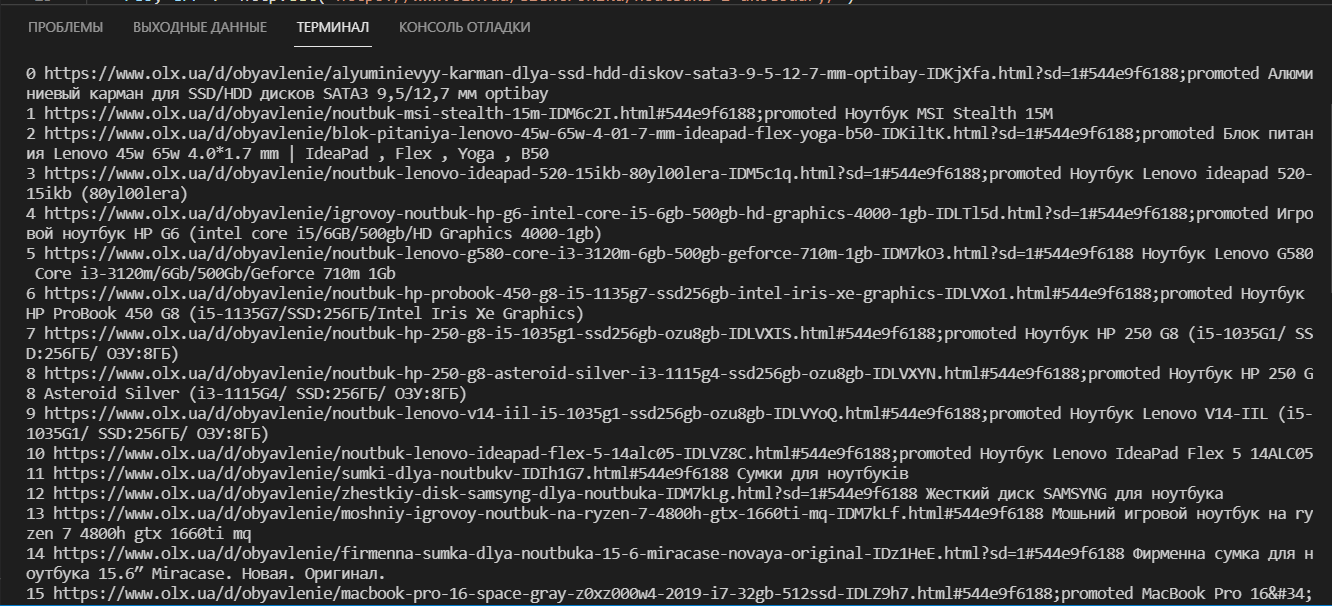 ПРОБЛЕМЫ ВЫХОДНЫЕ ДАННЫЕ ТЕРМИНАЛ КОНСОЛЬ ОТЛАДКИ
0 https://www.olx.ua/d/obyavlenie/alyuminievyy-karman-dlya-ssd-hdd-diskov-sata3-9-5-12-7-mm-optibay-IDKjXfa.html?sd=1#544e9f6188;promoted Алюми
ниевый карман для SSD/HDD дисков SATA3 9,5/12,7 мм optibay
1 https://www.olx.ua/d/obyavlenie/noutbuk-msi-stealth-15m-IDM6c2I.html#544e9f6188;promoted Ноутбук MSI Stealth 15M
2 https://www.olx.ua/d/obyavlenie/blok-pitaniya-lenovo-45w-65w-4-01-7-mm-ideapad-flex-yoga-b50-IDKiltK.html?sd=1#544e9f6188;promoted Блок питан
ия Lenovo 45w 65w 4.0*1.7 mm | IdeaPad , Flex , Yoga , B50
3 https://www.olx.ua/d/obyavlenie/noutbuk-lenovo-ideapad-520-15ikb-80yl00lera-IDM5c1q.html?sd=1#544e9f6188;promoted Ноутбук Lenovo ideapad 520-
15ikb (80yl00lera)
4 https://www.olx.ua/d/obyavlenie/igrovoy-noutbuk-hp-g6-intel-core-i5-6gb-500gb-hd-graphics-4000-1gb-IDLTl5d.html?sd=1#544e9f6188;promoted Игро
вой ноутбук HP G6 (intel core i5/6GB/500gb/HD Graphics 4000-1gb)
5 https://www.olx.ua/d/obyavlenie/noutbuk-lenovo-g580-core-i3-3120m-6gb-500gb-geforce-710m-1gb-IDM7kO3.html?sd=1#544e9f6188 Ноутбук Lenovo G580
Core i3-3120m/6Gb/500Gb/Geforce 710m 1Gb
6 https://www.olx.ua/d/obyavlenie/noutbuk-hp-probook-450-g8-i5-1135g7-ssd256gb-intel-iris-xe-graphics-IDLVXo1.html#544e9f6188;promoted Ноутбук
HP ProBook 450 G8 (i5-1135G7/SSD:256ГБ/Intel Iris Xe Graphics)
7 https://www.olx.ua/d/obyavlenie/noutbuk-hp-250-g8-i5-1035g1-ssd256gb-ozu8gb-IDLVXIS.html#544e9f6188;promoted Ноутбук HP 250 G8 (i5-1035G1/ SS
D:256ГБ/ ОЗУ:8ГБ)
8 https://www.olx.ua/d/obyavlenie/noutbuk-hp-250-g8-asteroid-silver-i3-1115g4-ssd256gb-ozu8gb-IDLVXYN.html#544e9f6188;promoted Ноутбук HP 250 G
8 Asteroid Silver (i3-1115G4/ SSD:256ГБ/ ОЗУ:8ГБ)
9 https://www.olx.ua/d/obyavlenie/noutbuk-lenovo-v14-iil-i5-1035g1-ssd256gb-ozu8gb-IDLVYoQ.html#544e9f6188;promoted Ноутбук Lenovo V14-IIL (i5-
1035G1/ SSD:256ГБ/ ОЗУ:8ГБ)
10 https://www.olx.ua/d/obyavlenie/noutbuk-lenovo-ideapad-flex-5-14alc05-IDLVZ8C.html#544e9f6188;promoted Ноутбук Lenovo IdeaPad Flex 5 14ALC05
11 https://www.olx.ua/d/obyavlenie/sumki-dlya-noutbukv-IDIh1G7.html#544e9f6188 Сумки для ноутбуків
12 https://www.olx.ua/d/obyavlenie/zhestkiy-disk-samsyng-dlya-noutbuka-IDM7kLg.html?sd=1#544e9f6188 Жесткий диск SAMSYNG для ноутбука
13 https://www.olx.ua/d/obyavlenie/moshniy-igrovoy-noutbuk-na-ryzen-7-4800h-gtx-1660ti-mq-IDM7kLf.html#544e9f6188 Мошьний игровой ноутбук на ry
zen 7 4800h gtx 1660ti mq
14 https://www.olx.ua/d/obyavlenie/firmenna-sumka-dlya-noutbuka-15-6-miracase-novaya-original-IDz1HeE.html?sd=1#544e9f6188 Фирменна сумка для н
оутбука 15.6” Miracase. Новая. Оригинал.
15 https://www.olx.ua/d/obyavlenie/macbook-pro-16-space-gray-z0xz000w4-2019-i7-32gb-512ssd-IDLZ9h7.html#544e9f6188;promoted MacBook Pro 16&#34;